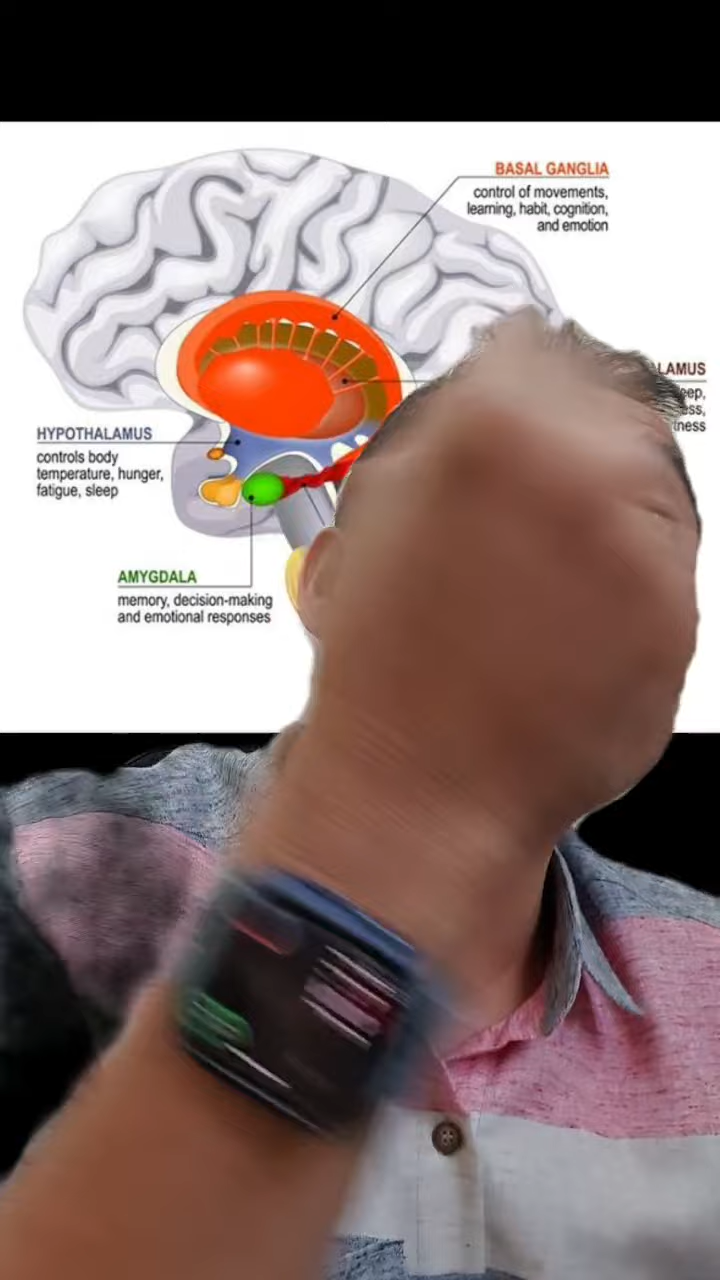 BASAL GANGLIA
control of movements,
learning, habit, cognition,
and emotion
HYPOTHALAMUS
controls body
temperature, hunger,
fatigue, sleep
AMYGDALA
memory, decision-making
and emotional responses